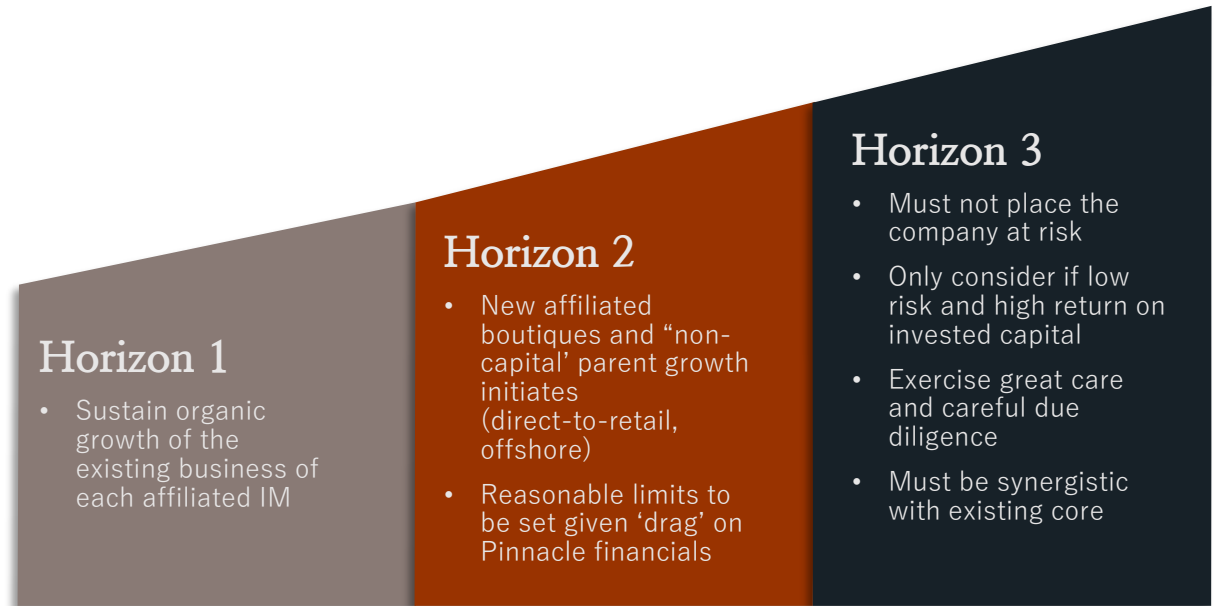 Horizon 1
• Sustain organic
growth of the
existing business of
each affiliated IM
Horizon 2
• New affiliated
boutiques and “non-
capital’ parent growth
initiates
(direct-to-retail,
offshore)
• Reasonable limits to
be set given ‘drag’ on
Pinnacle financials
Horizon 3
• Must not place the
company at risk
• Only consider if low
risk and high return on
invested capital
• Exercise great care
and careful due
diligence
• Must be synergistic
with existing core